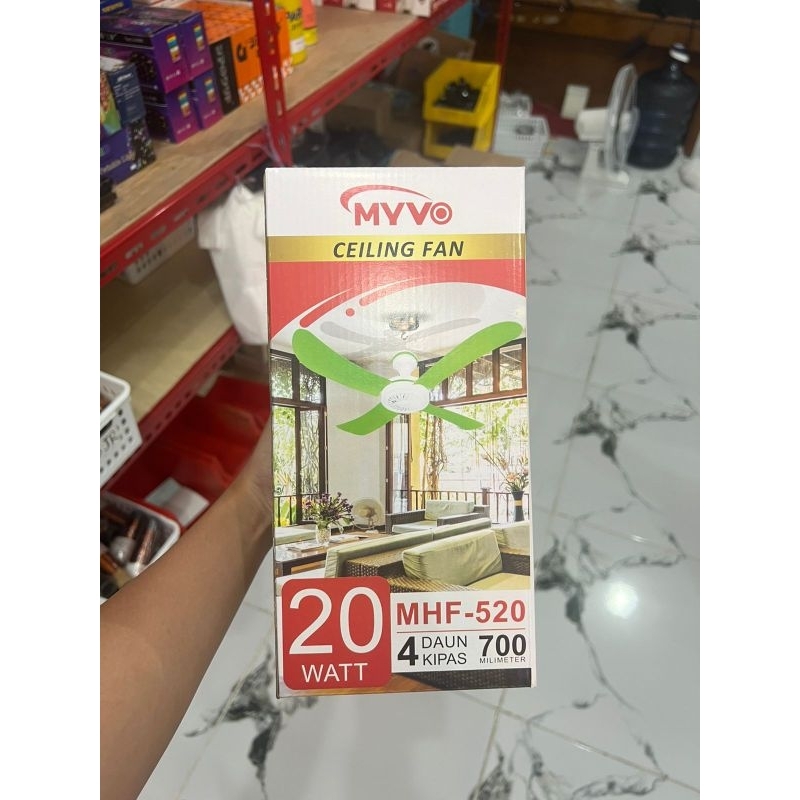 MYVO
CEILING FAN
20
WATT
MHF-520
4 DAUN KIPAS
700
MILIMETER